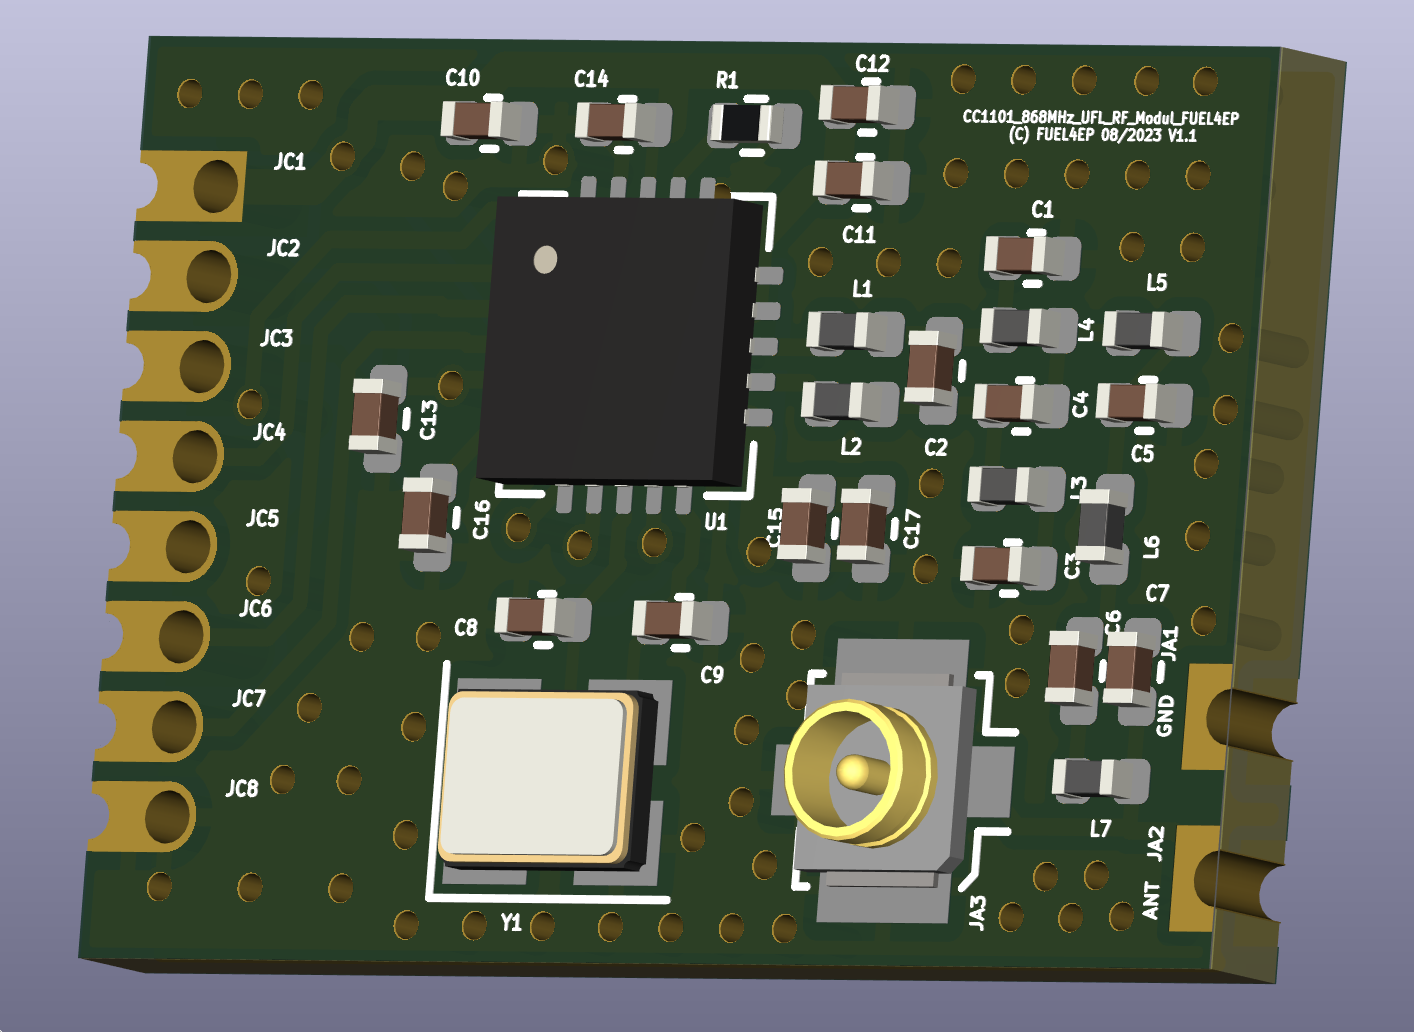 C10
C14
R1
C12
CC1101_868MHz_UFL_RF_Modul_FUEL4EP
(C) FUEL4EP 08/2023 V1.1
JC1
C1
C11
JC2
L5
L1
JC3
L4
C13
C4
JC4
L2
C2
C5
L3
JC5
C16
U1
C15
C17
L6
C3
C7
JC6
C8
C6
JA1
C9
JC7
GND
JC8
L7
JA2
ANT
JA3
Y1